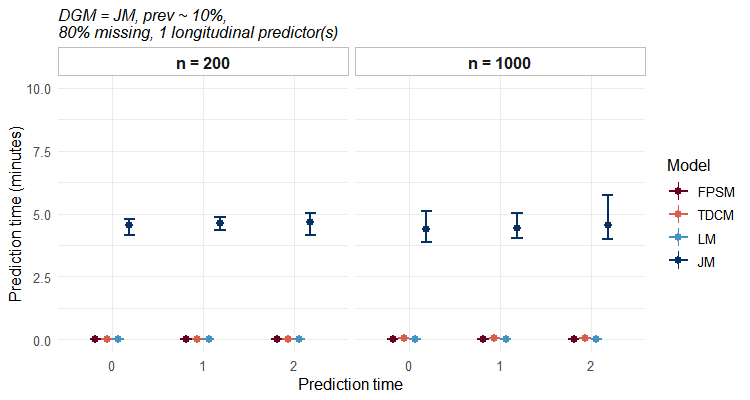 DGM = JM, prev ~ 10%,
80% missing, 1 longitudinal predictor(s)
n = 200
n = 1000
Prediction time (minutes)
10.0
7.5
5.0
2.5
0.0
0
1
2
0
1
2
Prediction time
Model
FPSM
TDCM
LM
JM